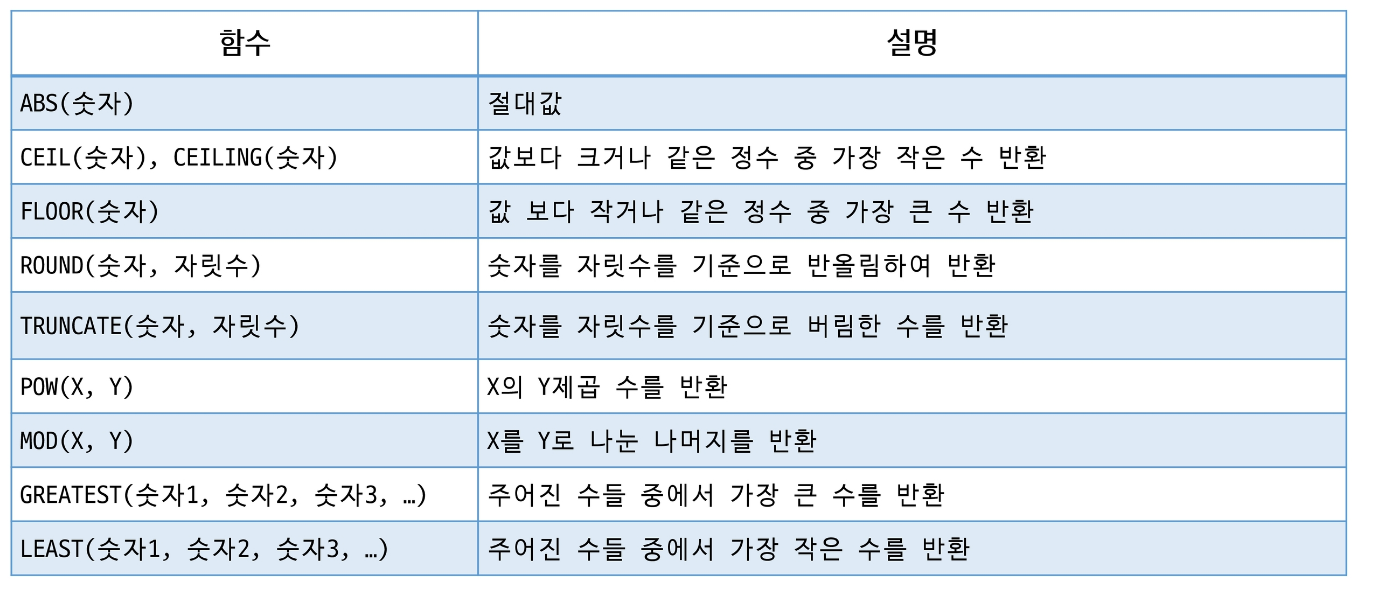 함수 설명
ABS(숫자) 절대값
CEIL(숫자), CEILING(숫자) 값보다 크거나 같은 정수 중 가장 작은 수 반환
FLOOR(숫자) 값 보다 작거나 같은 정수 중 가장 큰 수 반환
ROUND(숫자, 자릿수) 숫자를 자릿수를 기준으로 반올림하여 반환
TRUNCATE(숫자, 자릿수) 숫자를 자릿수를 기준으로 버림한 수를 반환
POW(X, Y) X의 Y제곱 수를 반환
MOD(X, Y) X를 Y로 나눈 나머지를 반환
GREATEST(숫자1, 숫자2, 숫자3, …) 주어진 수들 중에서 가장 큰 수를 반환
LEAST(숫자1, 숫자2, 숫자3, …) 주어진 수들 중에서 가장 작은 수를 반환